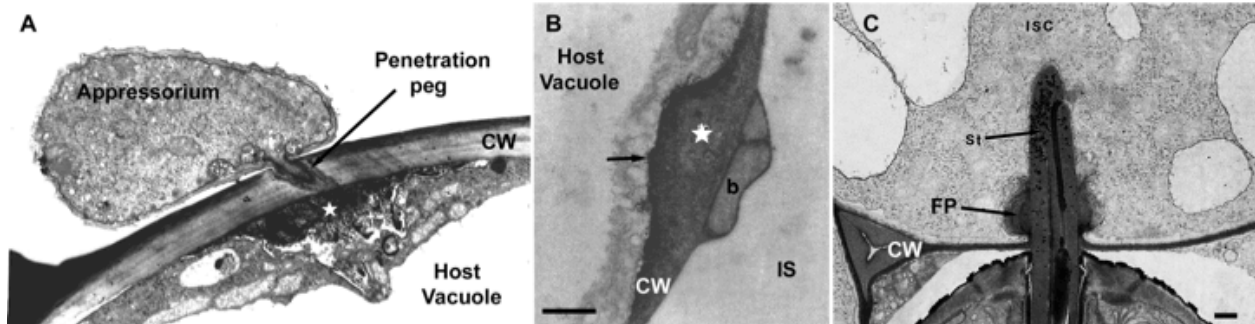 A
Appressorium
Penetration
peg
CW
Host
Vacuole
B
Host
Vacuole
b
CW
IS
C
ISC
St
FP
CW